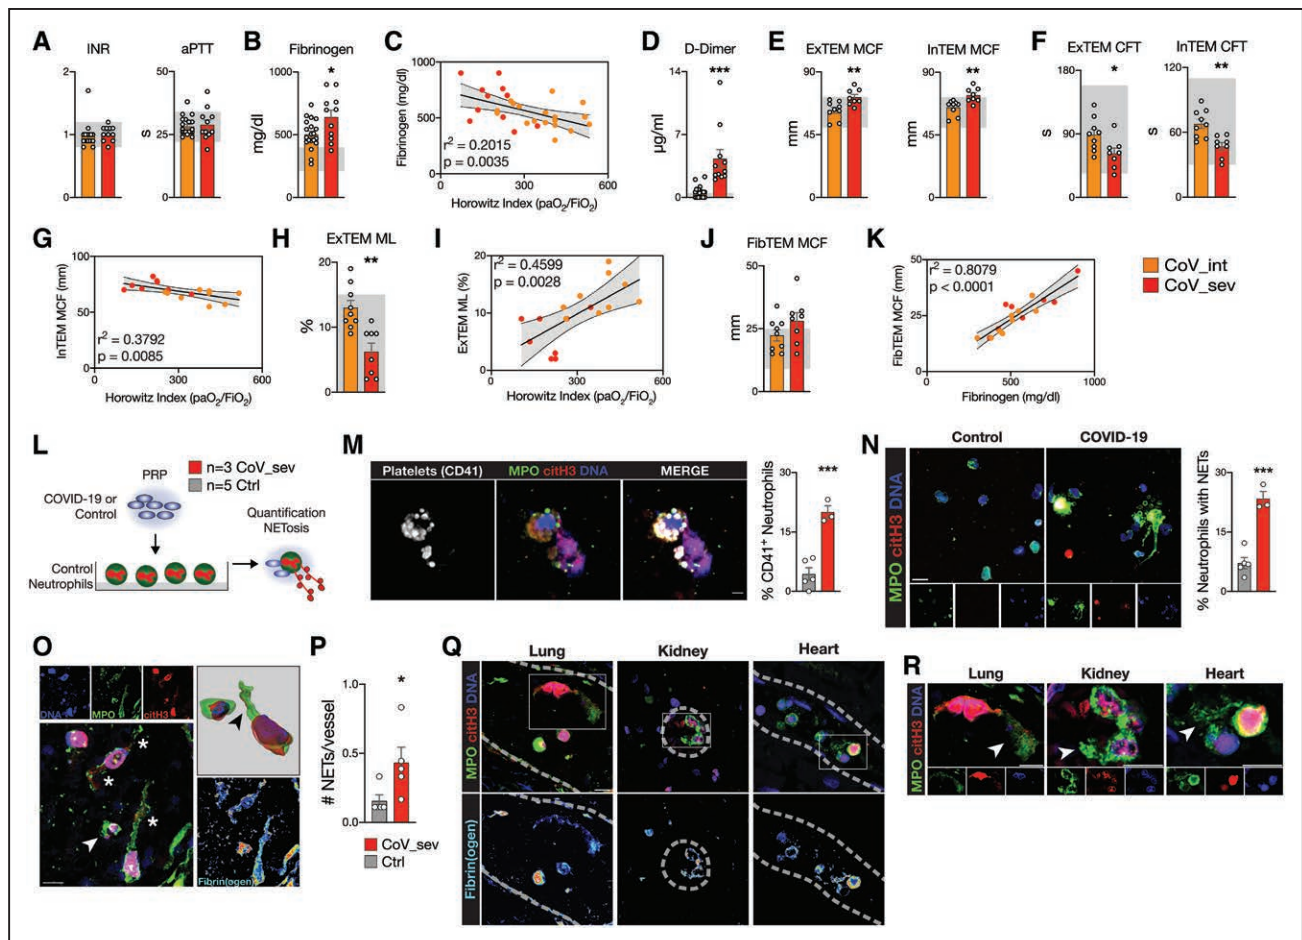 A
INR
2
1
0
aPTT
50
25
0
s
B
Fibrinogen
1000
500
0
mg/dl
*
C
1000
500
0
Fibrinogen (mg/dl)
r² = 0.2015
p = 0.0035
0 300 600
Horowitz Index (paO₂/FiO₂)
D
D-Dimer
14
7
0
µg/ml
***
E
ExTEM MCF
90
45
0
mm
**
InTEM MCF
90
45
0
mm
**
F
ExTEM CFT
180
90
0
s
*
InTEM CFT
120
60
0
s
**
G
100
50
0
InTEM MCF (mm)
r² = 0.3792
p = 0.0085
0 300 600
Horowitz Index (paO₂/FiO₂)
H
ExTEM ML
20
10
0
%
**
I
20
10
0
ExTEM ML (%)
r² = 0.4599
p = 0.0028
0 300 600
Horowitz Index (paO₂/FiO₂)
J
FibTEM MCF
50
25
0
mm
K
50
25
0
FibTEM MCF (mm)
r² = 0.8079
p < 0.0001
0 500 1000
Fibrinogen (mg/dl)
CoV_int
CoV_sev
L
PRP
n=3 CoV_sev
n=5 Ctrl
COVID-19 or
Control
Quantification
NETosis
Control
Neutrophils
M
Platelets (CD41)
MPO citH3 DNA
MERGE
30
15
0
% CD41⁺ Neutrophils
***
N
Control
COVID-19
MPO citH3 DNA
30
15
0
% Neutrophils with NETs
***
O
DNA
MPO
citH3
*
*
*
Fibrin(ogen)
P
1.0
0.5
0.0
# NETs/vessel
*
CoV_sev
Ctrl
Q
Lung
Kidney
Heart
MPO citH3 DNA
Fibrin(ogen)
R
Lung
Kidney
Heart
MPO citH3 DNA